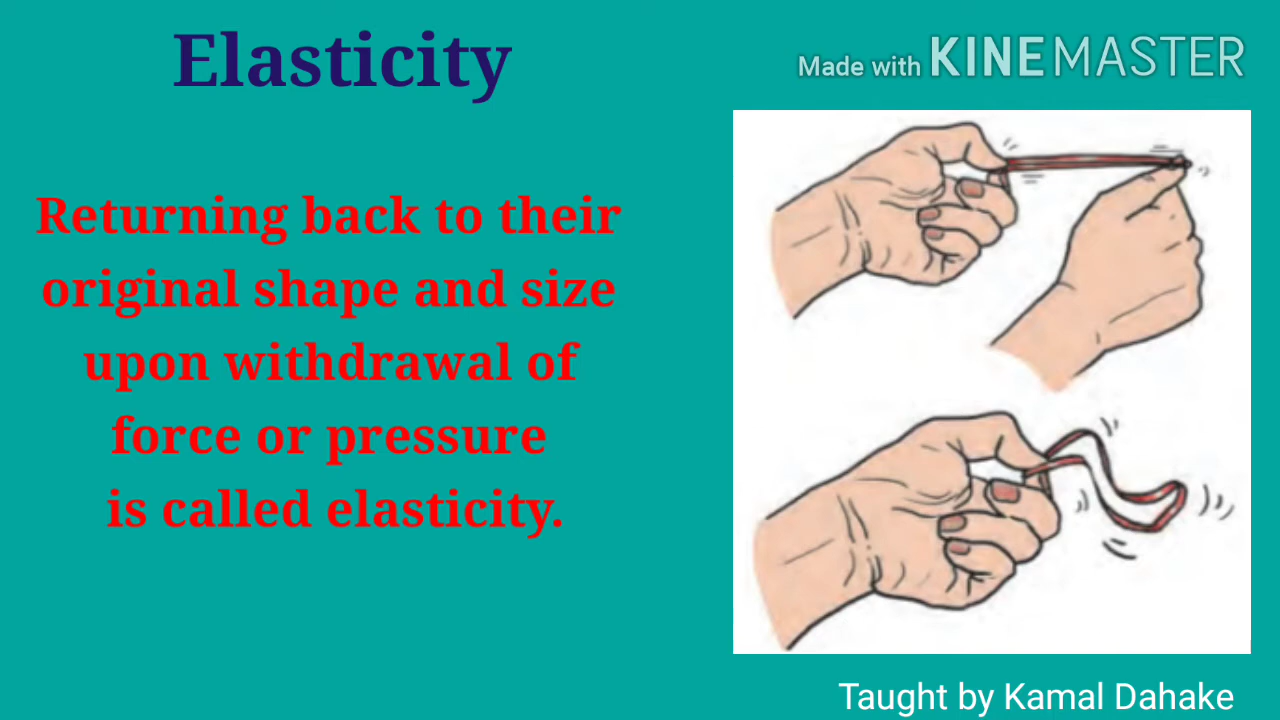 Elasticity
Made with KINEMASTER
Returning back to their
original shape and size
upon withdrawal of
force or pressure
is called elasticity.
Taught by Kamal Dahake